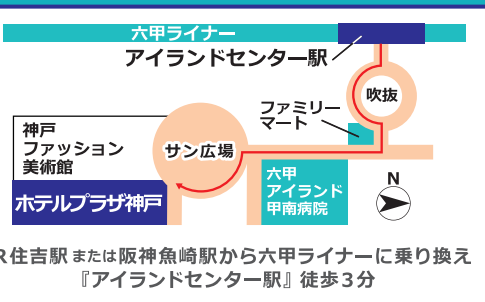 六甲ライナー
アイランドセンター駅
吹抜
ファミリー
マート
神戸
ファッション
美術館
サン広場
ホテルプラザ神戸
六甲
アイランド
甲南病院
N
R住吉駅または阪神魚崎駅から六甲ライナーに乗り換え
『アイランドセンター駅』徒歩3分